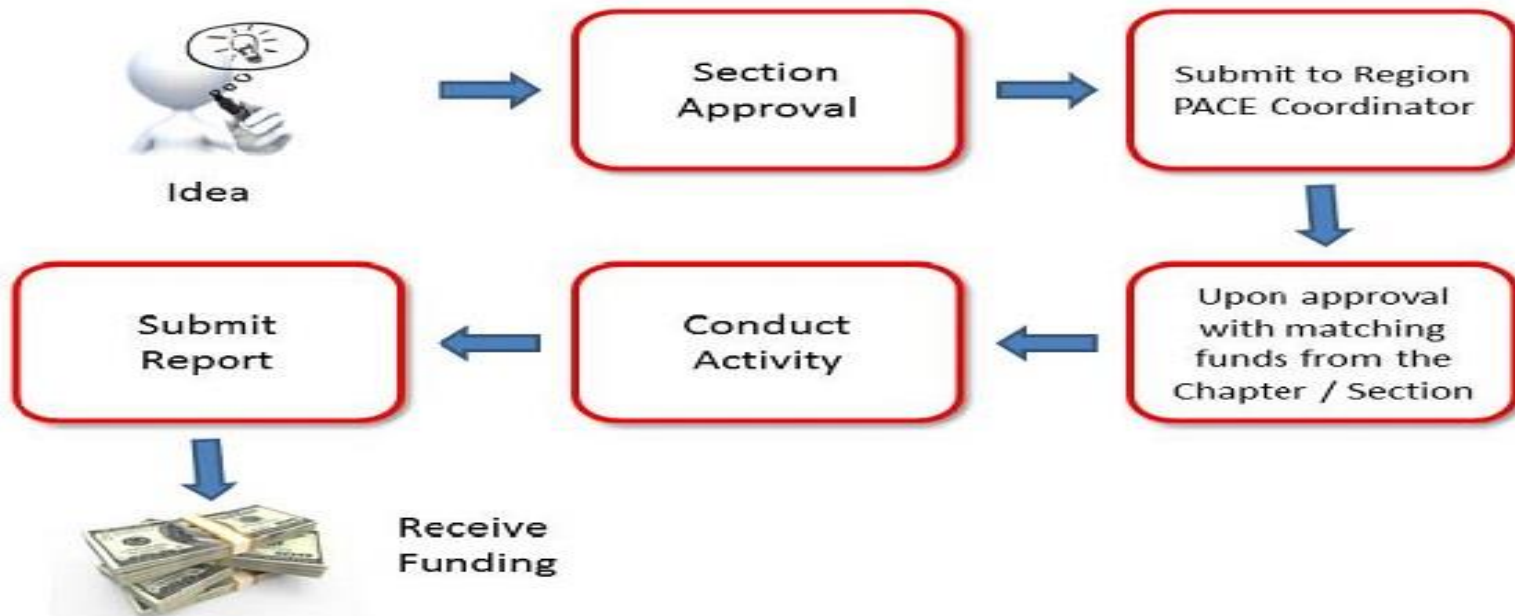 Idea
Section
Approval
Submit to Region
PACE Coordinator
Upon approval
with matching
funds from the
Chapter / Section
Conduct
Activity
Submit
Report
Receive
Funding